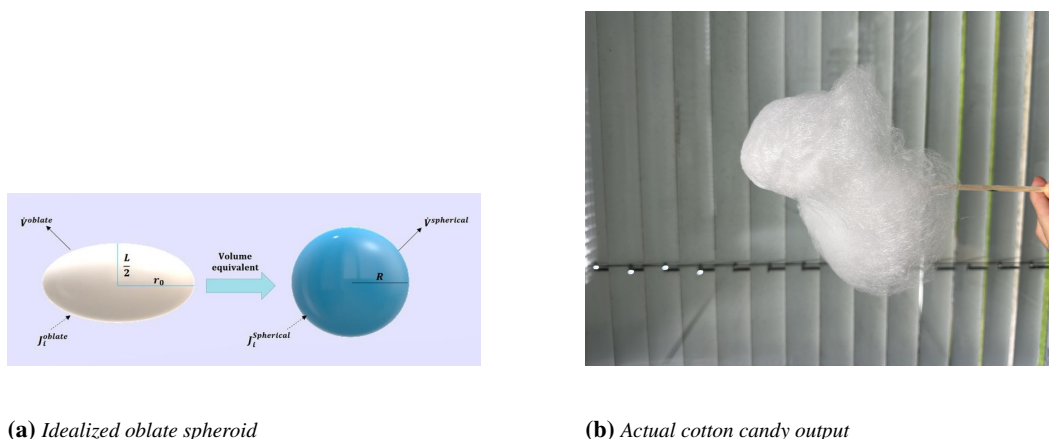 V̇ᵒᵇˡᵃᵗᵉ
L/2
r₀
Jᵢᵒᵇˡᵃᵗᵉ
Volume
equivalent
V̇ˢᵖʰᵉʳⁱᶜᵃˡ
R
Jᵢˢᵖʰᵉʳⁱᶜᵃˡ
(a) Idealized oblate spheroid
(b) Actual cotton candy output